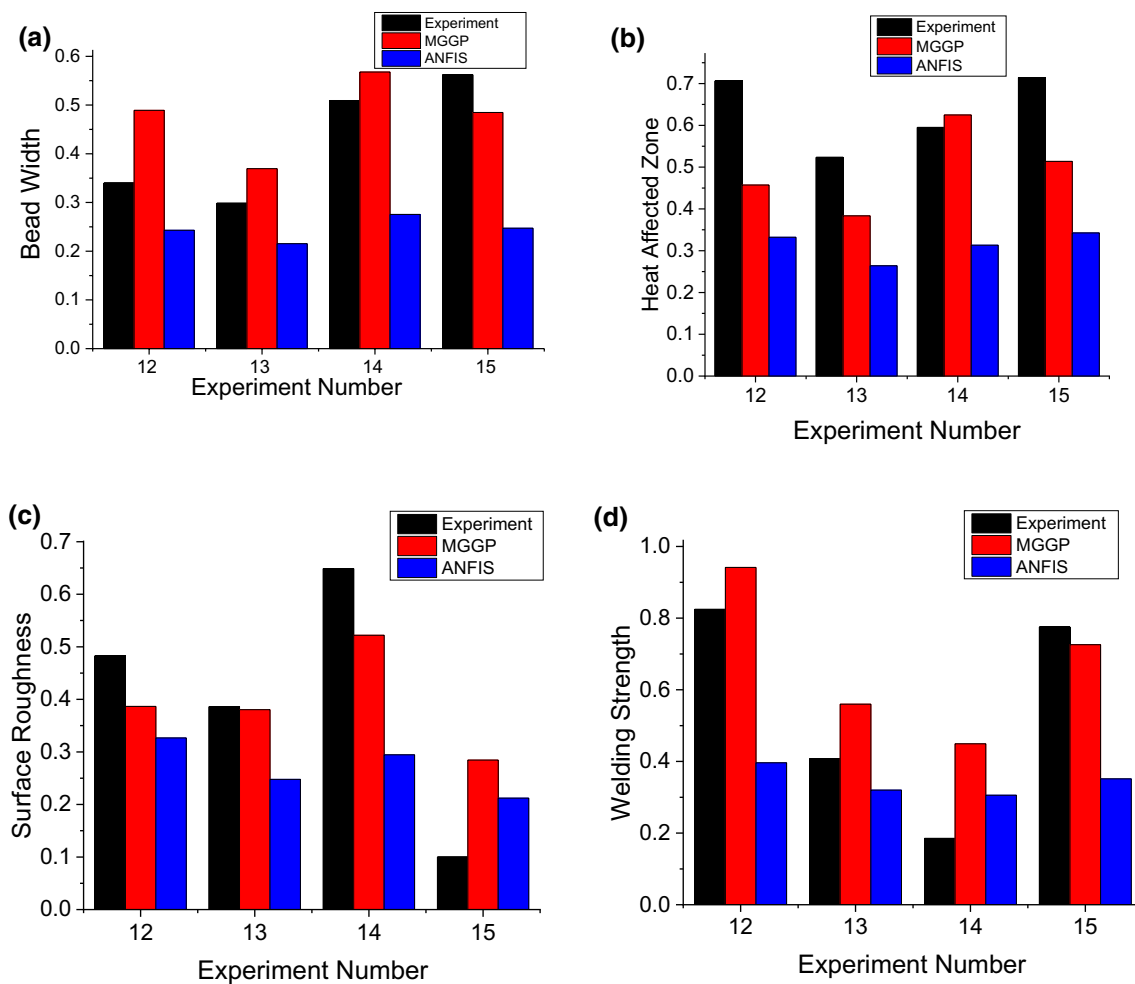 (a)
Experiment
MGGP
ANFIS
0.6
0.5
0.4
0.3
0.2
0.1
0.0
Bead Width
12 13 14 15
Experiment Number
(b)
Experiment
MGGP
ANFIS
0.7
0.6
0.5
0.4
0.3
0.2
0.1
0.0
Heat Affected Zone
12 13 14 15
Experiment Number
(c)
Experiment
MGGP
ANFIS
0.7
0.6
0.5
0.4
0.3
0.2
0.1
0.0
Surface Roughness
12 13 14 15
Experiment Number
(d)
Experiment
MGGP
ANFIS
1.0
0.8
0.6
0.4
0.2
0.0
Welding Strength
12 13 14 15
Experiment Number